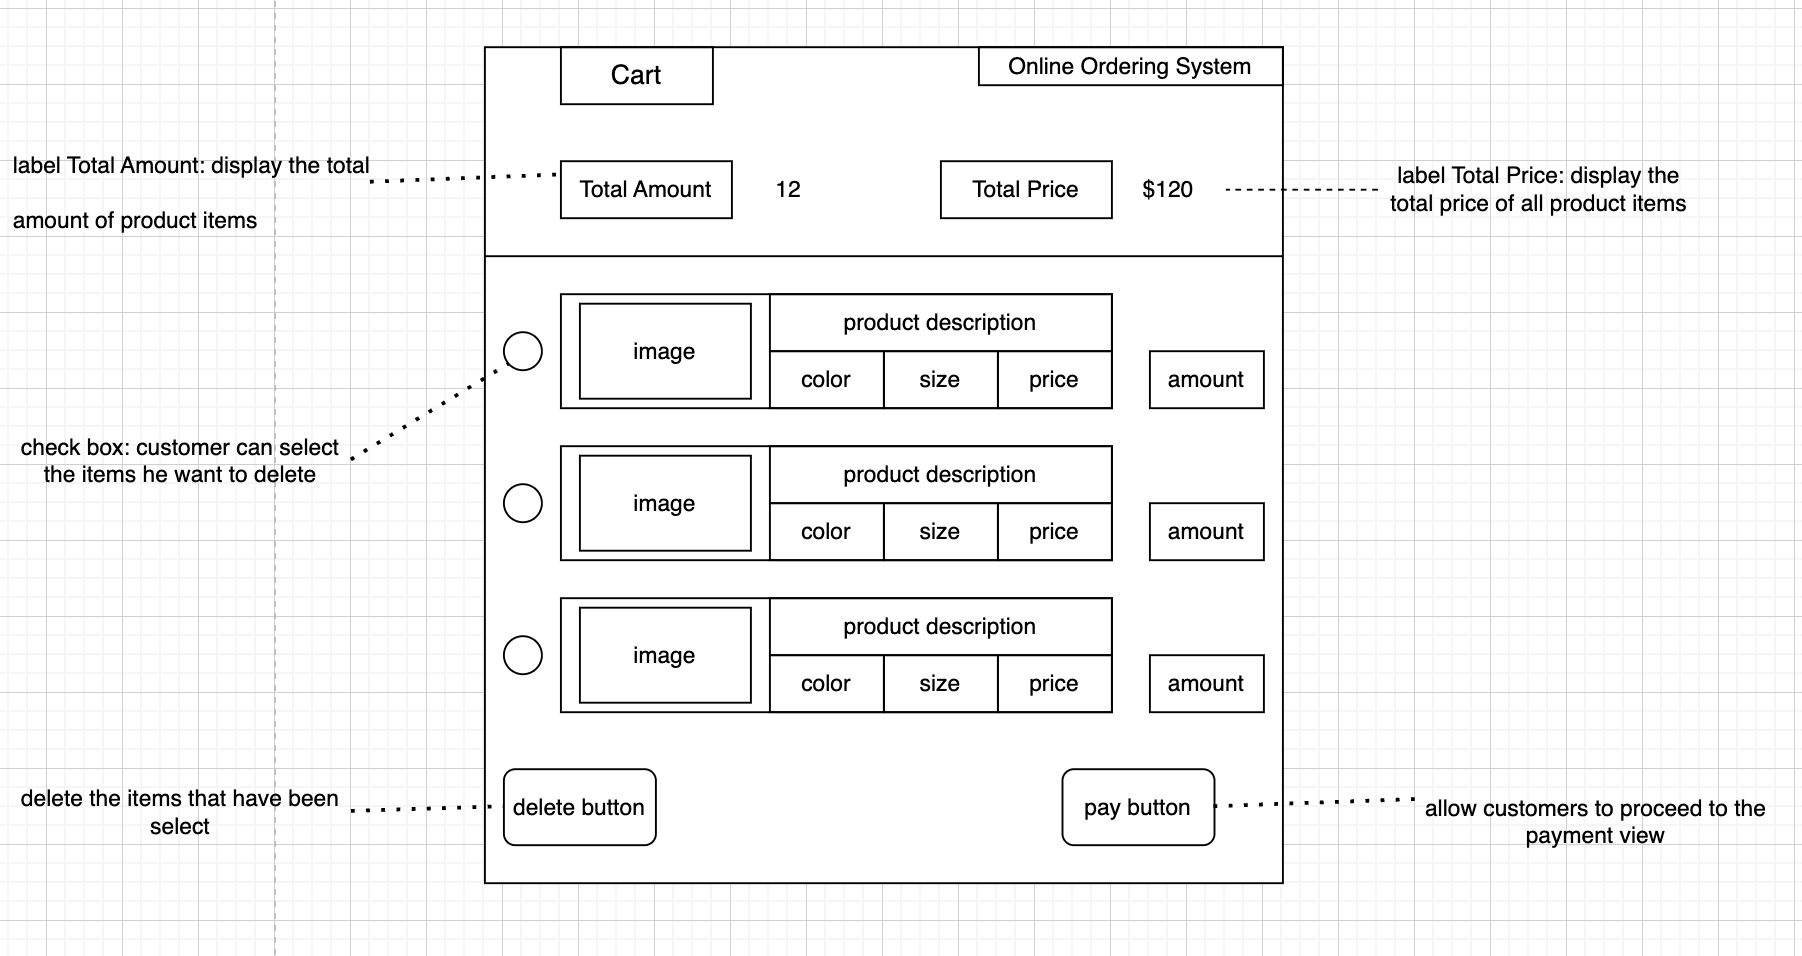 Cart
Online Ordering System
label Total Amount: display the total
amount of product items
Total Amount
12
Total Price
$120
label Total Price: display the
total price of all product items
image
product description
color
size
price
amount
check box: customer can select
the items he want to delete
image
product description
color
size
price
amount
image
product description
color
size
price
amount
delete the items that have been
select
delete button
pay button
allow customers to proceed to the
payment view